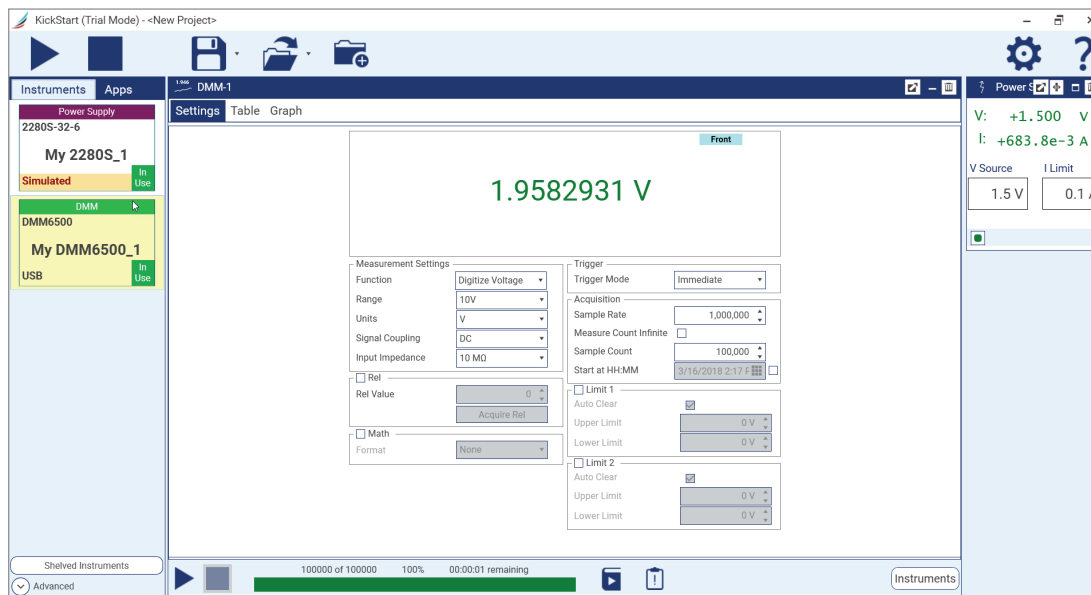 KickStart (Trial Mode) - <New Project>
Instruments Apps
Power Supply
2280S-32-6
My 2280S_1
Simulated
In Use
DMM
DMM6500
My DMM6500_1
USB
In Use
Shelved Instruments
Advanced
1.946 DMM-1
Settings Table Graph
Front
1.9582931 V
Measurement Settings
Function Digitize Voltage
Range 10V
Units V
Signal Coupling DC
Input Impedance 10 MΩ
Rel
Rel Value 0
Acquire Rel
Math
Format None
Trigger
Trigger Mode Immediate
Acquisition
Sample Rate 1,000,000
Measure Count Infinite
Sample Count 100,000
Start at HH:MM 3/16/2018 2:17 P
Limit 1
Auto Clear
Upper Limit 0 V
Lower Limit 0 V
Limit 2
Auto Clear
Upper Limit 0 V
Lower Limit 0 V
100000 of 100000 100% 00:00:01 remaining
Instruments
Power S
V: +1.500 V
I: +683.8e-3 A
V Source I Limit
1.5 V 0.1